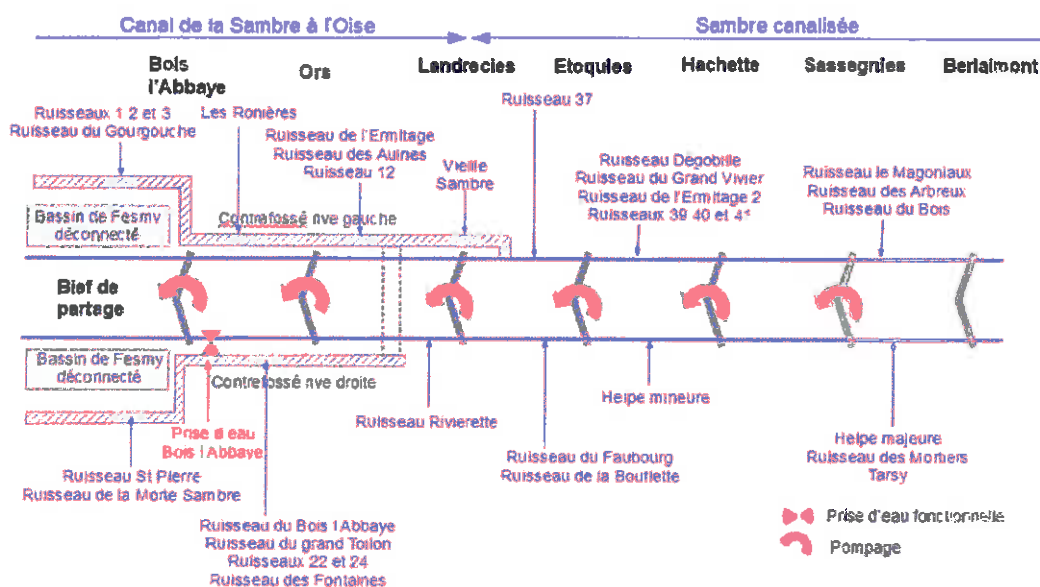 Canal de la Sambre à l'Oise
Sambre canalisée
Bois
l'Abbaye
Ors
Landrecies
Etoquies
Hachette
Sassegnies
Berlaimont
Ruisseaux 1 2 et 3
Ruisseau du Gourgouche
Les Ronières
Ruisseau de l'Ermitage
Ruisseau des Aulnes
Ruisseau 12
Vieille
Sambre
Ruisseau 37
Ruisseau Dégobille
Ruisseau du Grand Vivier
Ruisseau de l'Ermitage 2
Ruisseaux 39 40 et 41
Ruisseau le Magoniaux
Ruisseau des Arbreux
Ruisseau du Bois
Bassin de Fesmy
déconnecté
Contrafossé rive gauche
Bief de
partage
Bassin de Fesmy
déconnecté
Contrefossé rive droite
Prise d'eau
Bois l'Abbaye
Ruisseau Rivierette
Helpe mineure
Ruisseau St Pierre
Ruisseau de la Morte Sambre
Ruisseau du Faubourg
Ruisseau de la Bouflette
Helpe majeure
Ruisseau des Mortiers
Tarsy
Ruisseau du Bois l'Abbaye
Ruisseau du grand Toilon
Ruisseaux 22 et 24
Ruisseau des Fontaines
Prise d'eau fonctionnelle
Pompage